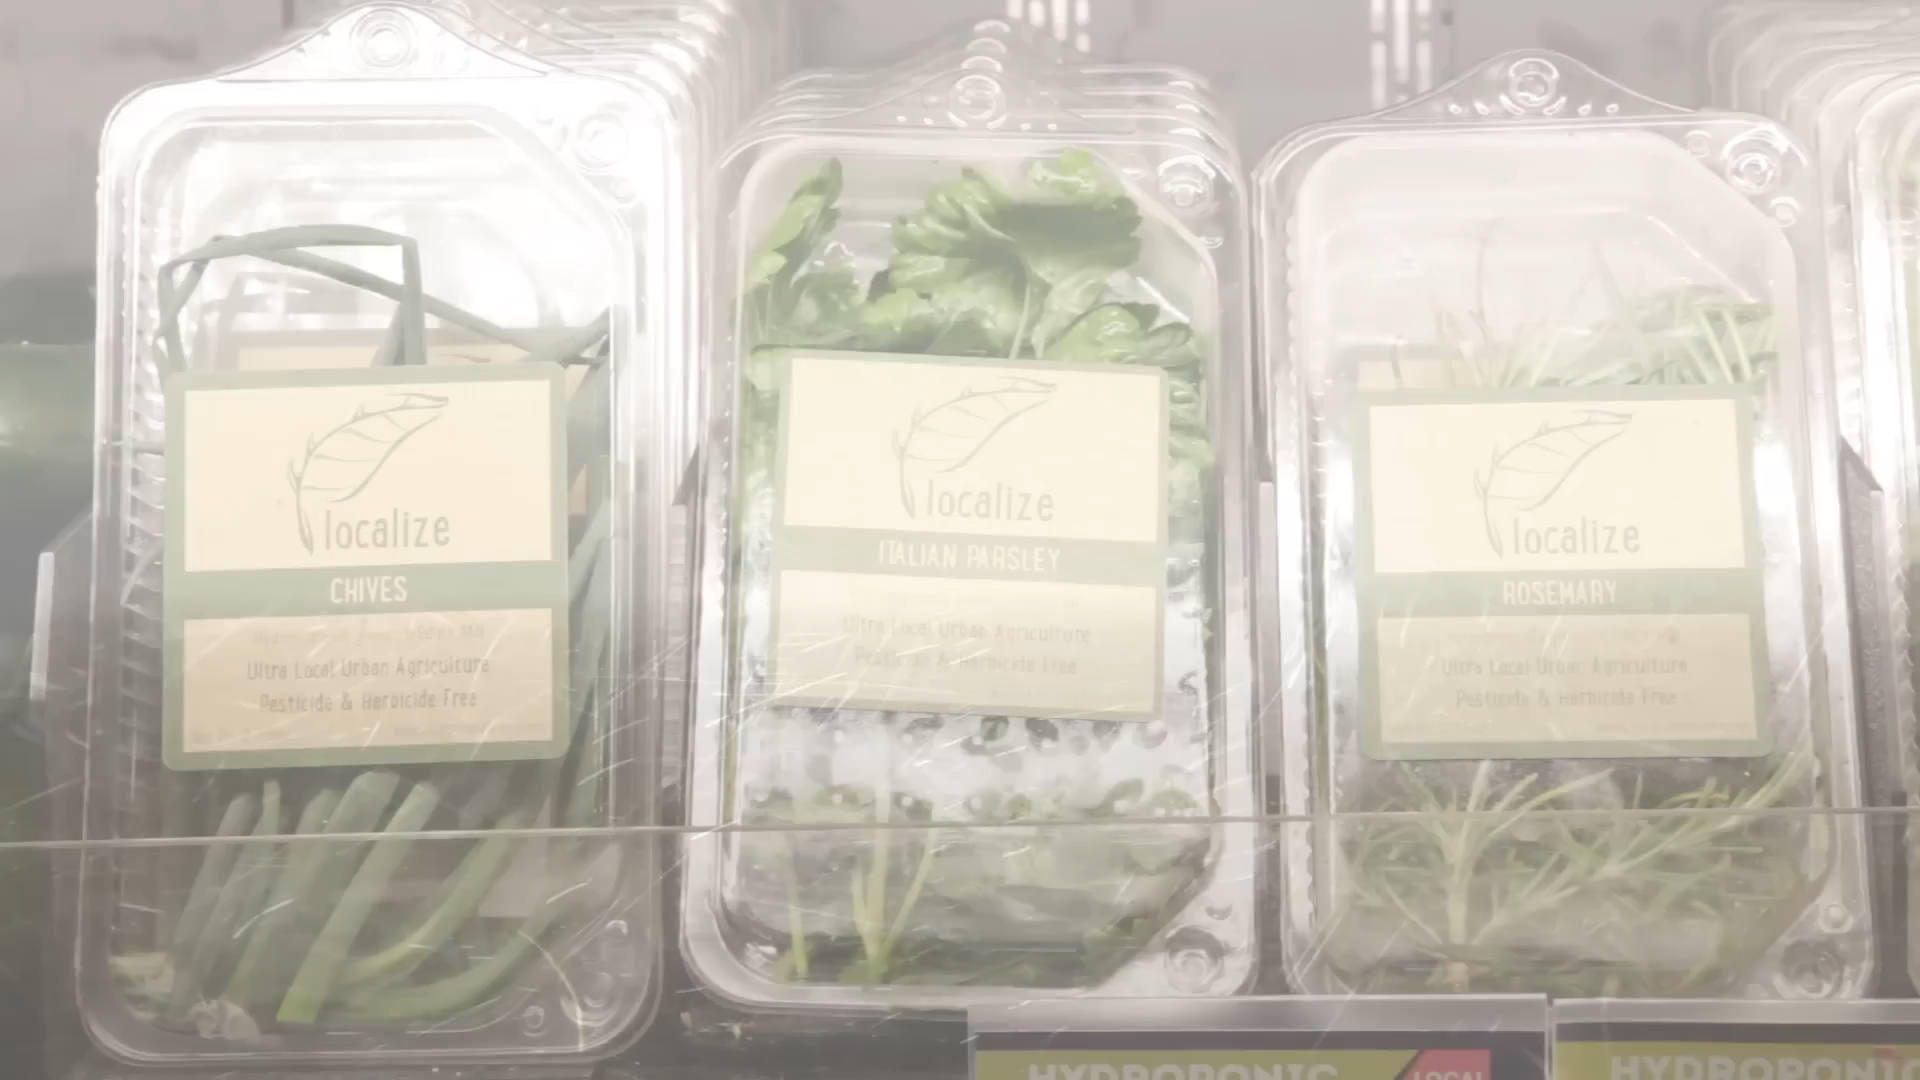 localize
CHIVES
Ultra Local Urban Agriculture
Pesticide & Herbicide Free
localize
ITALIAN PARSLEY
Ultra Local Urban Agriculture
Pesticide & Herbicide Free
localize
ROSEMARY
Ultra Local Urban Agriculture
Pesticide & Herbicide Free
HYDROPONIC
LOCAL
HYDROPONIC